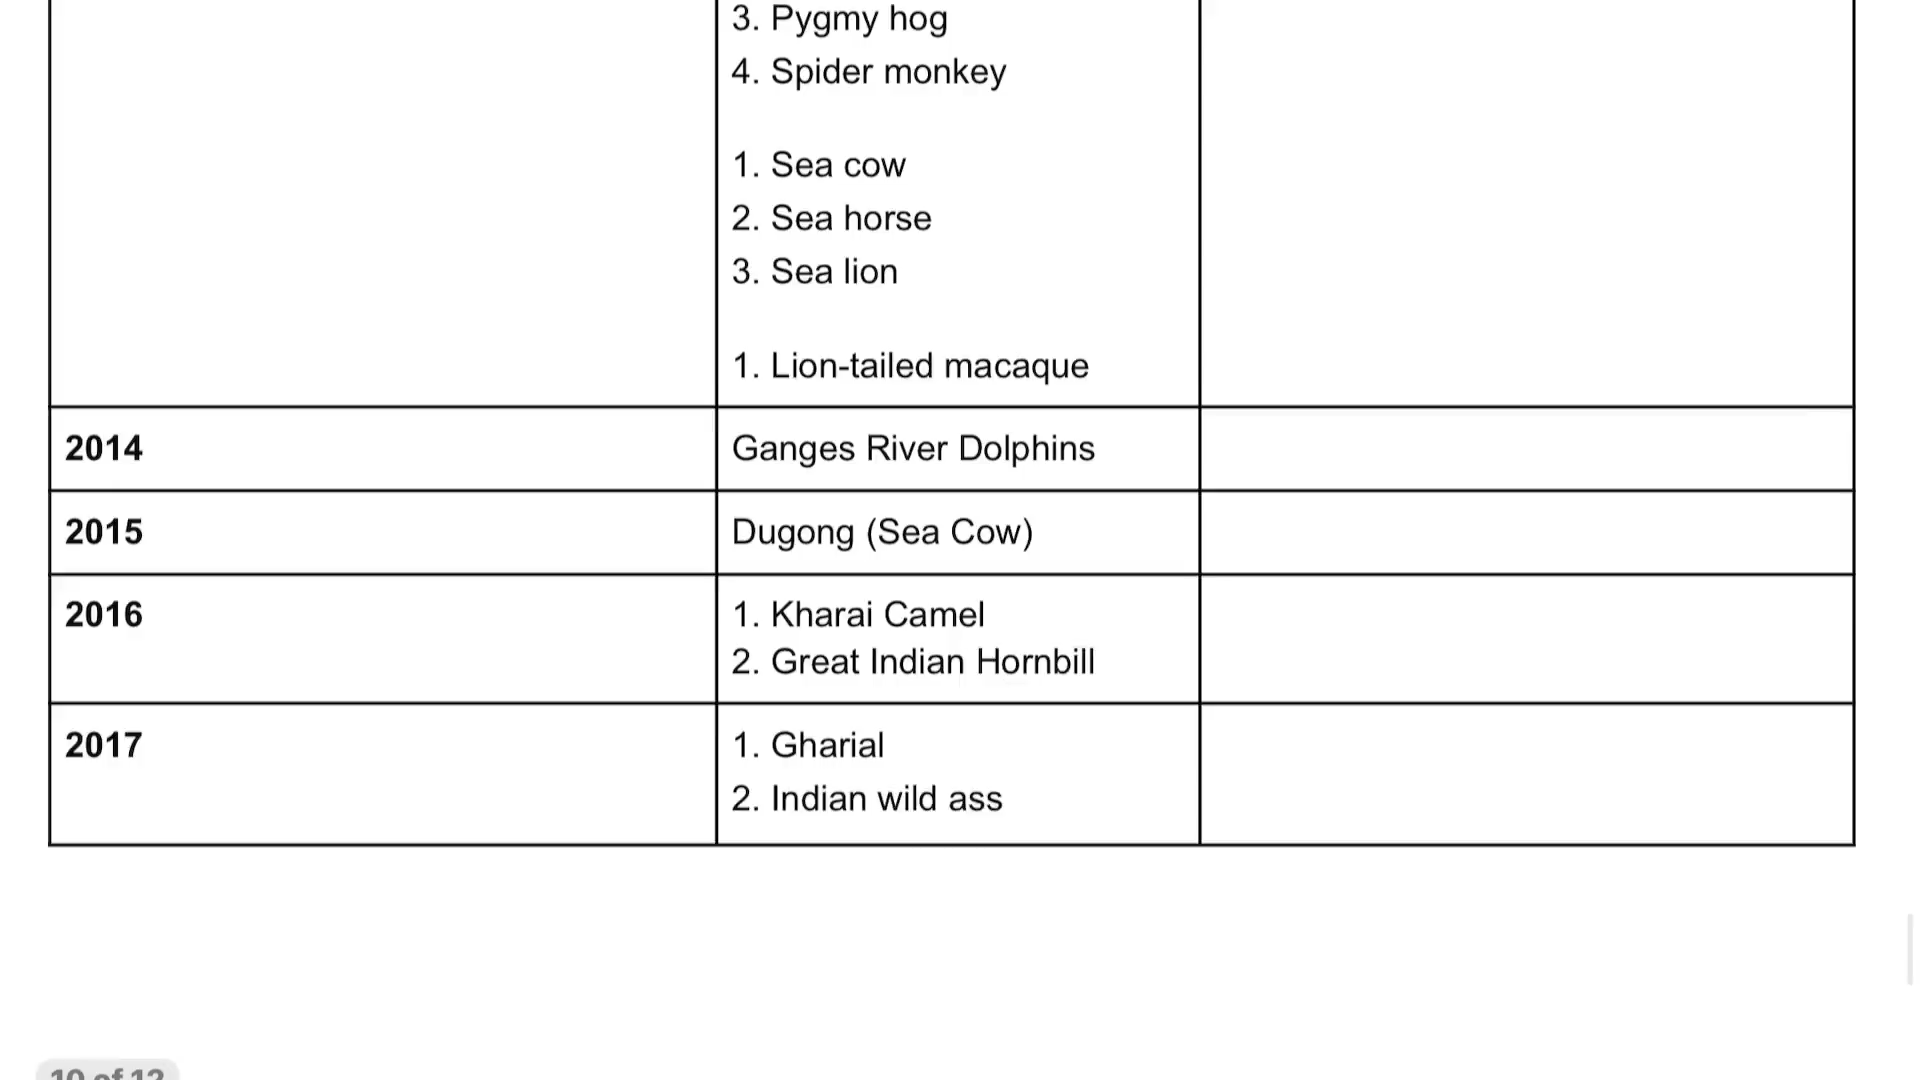 3. Pygmy hog
4. Spider monkey
1. Sea cow
2. Sea horse
3. Sea lion
1. Lion-tailed macaque
2014 Ganges River Dolphins
2015 Dugong (Sea Cow)
2016 1. Kharai Camel
2. Great Indian Hornbill
2017 1. Gharial
2. Indian wild ass
10 of 12